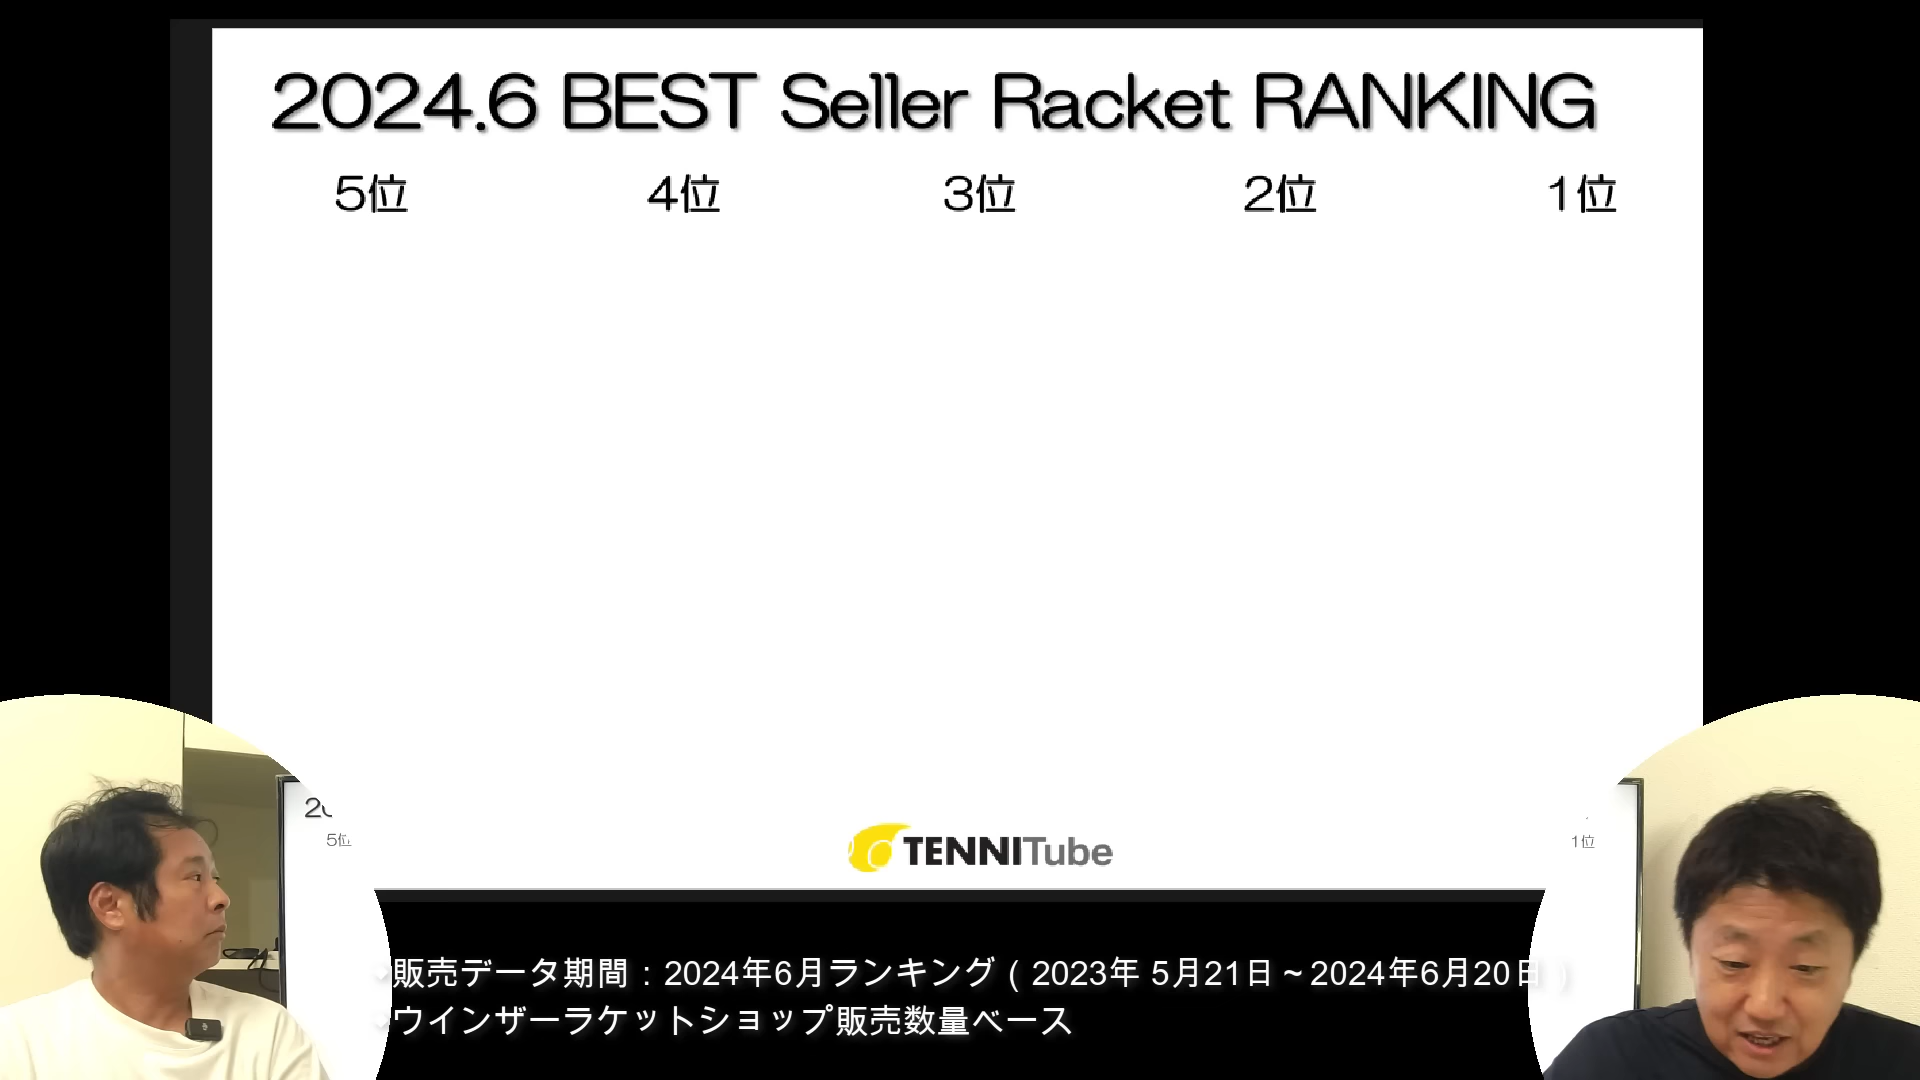 2024.6 BEST Seller Racket RANKING
5位 4位 3位 2位 1位
5位
1位
TENNITube
販売データ期間：2024年6月ランキング（2023年 5月21日～2024年6月20日）
ウインザーラケットショップ販売数量ベース